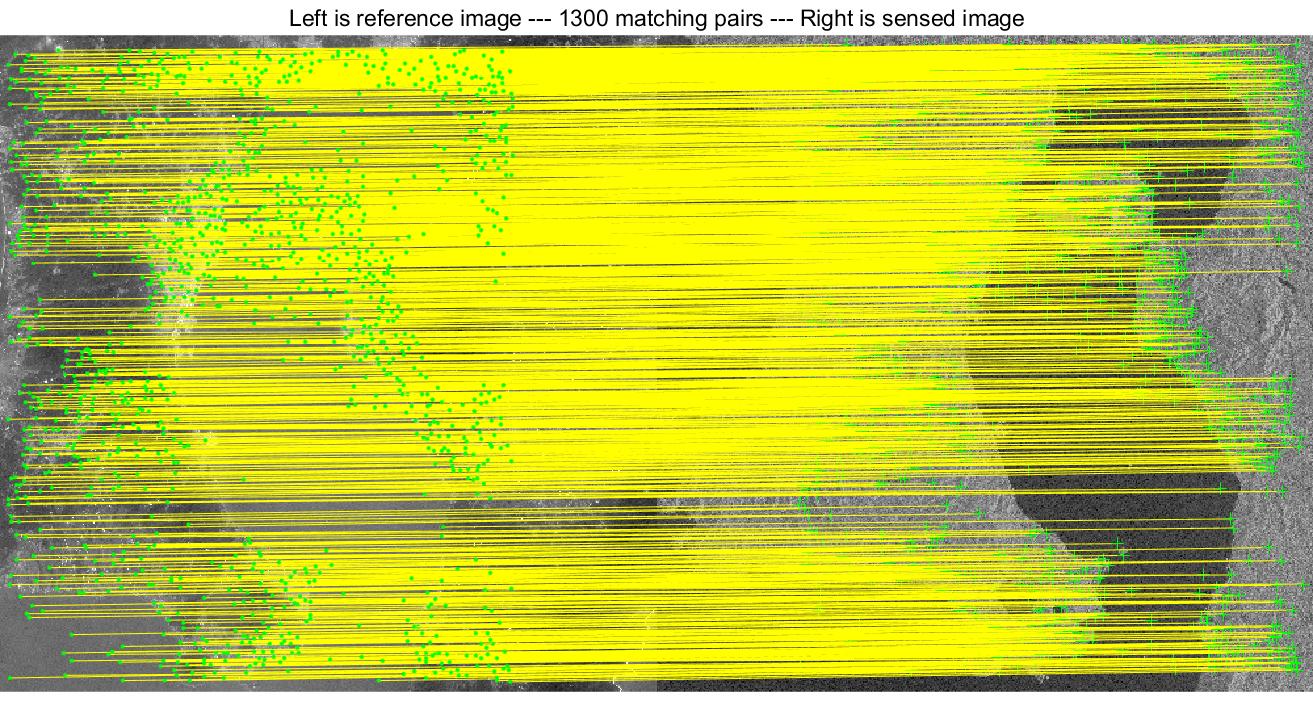 Left is reference image --- 1300 matching pairs --- Right is sensed image